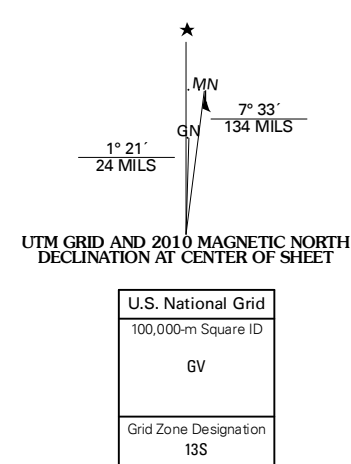 ★
MN
7° 33´
134 MILS
GN
1° 21´
24 MILS
UTM GRID AND 2010 MAGNETIC NORTH
DECLINATION AT CENTER OF SHEET
U.S. National Grid
100,000-m Square ID
GV
Grid Zone Designation
13S